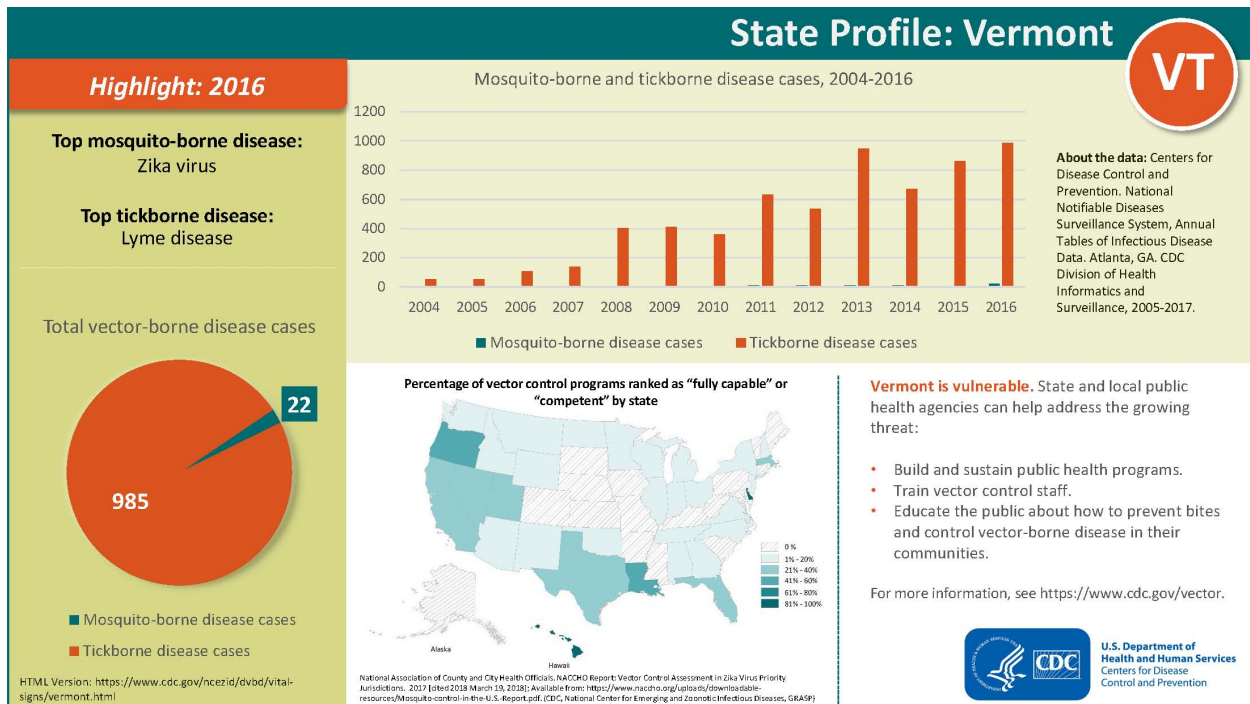 State Profile: Vermont
VT
Highlight: 2016
Top mosquito-borne disease:
Zika virus
Top tickborne disease:
Lyme disease
Total vector-borne disease cases
22
985
Mosquito-borne disease cases
Tickborne disease cases
HTML Version: https://www.cdc.gov/ncezid/dvbd/vital-
signs/vermont.html
Mosquito-borne and tickborne disease cases, 2004-2016
1200
1000
800
600
400
200
0
2004 2005 2006 2007 2008 2009 2010 2011 2012 2013 2014 2015 2016
Mosquito-borne disease cases Tickborne disease cases
About the data: Centers for
Disease Control and
Prevention. National
Notifiable Diseases
Surveillance System, Annual
Tables of Infectious Disease
Data. Atlanta, GA. CDC
Division of Health
Informatics and
Surveillance, 2005-2017.
Percentage of vector control programs ranked as “fully capable” or
“competent” by state
0 %
1% - 20%
21% - 40%
41% - 60%
61% - 80%
81% - 100%
Alaska
Hawaii
National Association of County and City Health Officials. NACCHO Report: Vector Control Assessment in Zika Virus Priority
Jurisdictions. 2017 [cited 2018 March 19, 2018]; Available from: https://www.naccho.org/uploads/downloadable-
resources/Mosquito-control-in-the-U.S.-Report.pdf. (CDC, National Center for Emerging and Zoonotic Infectious Diseases, GRASP)
Vermont is vulnerable. State and local public
health agencies can help address the growing
threat:
• Build and sustain public health programs.
• Train vector control staff.
• Educate the public about how to prevent bites
and control vector-borne disease in their
communities.
For more information, see https://www.cdc.gov/vector.
CDC
U.S. Department of
Health and Human Services
Centers for Disease
Control and Prevention